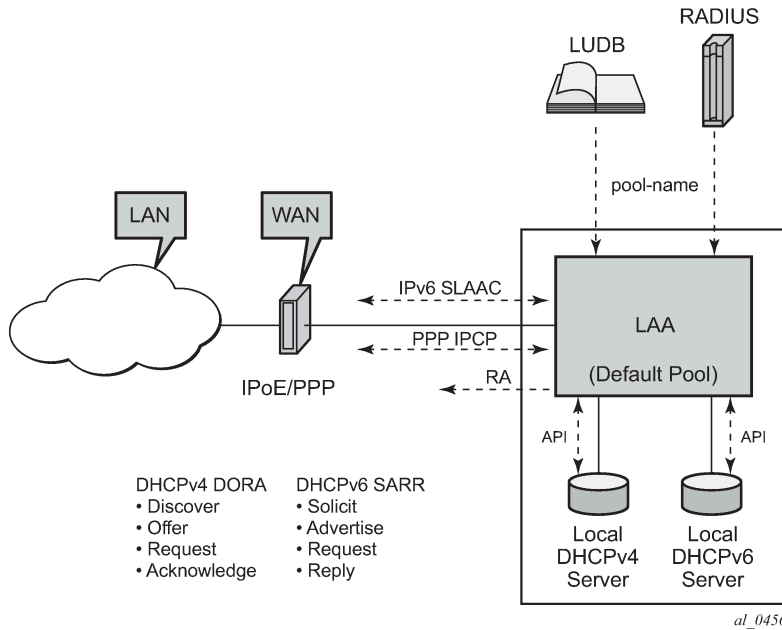 RADIUS
LUDB
pool-name
LAN
WAN
IPv6 SLAAC
LAA
PPP IPCP
(Default Pool)
RA
IPoE/PPP
API
API
DHCPv4 DORA
• Discover
• Offer
• Request
• Acknowledge
DHCPv6 SARR
• Solicit
• Advertise
• Request
• Reply
Local
DHCPv4
Server
Local
DHCPv6
Server